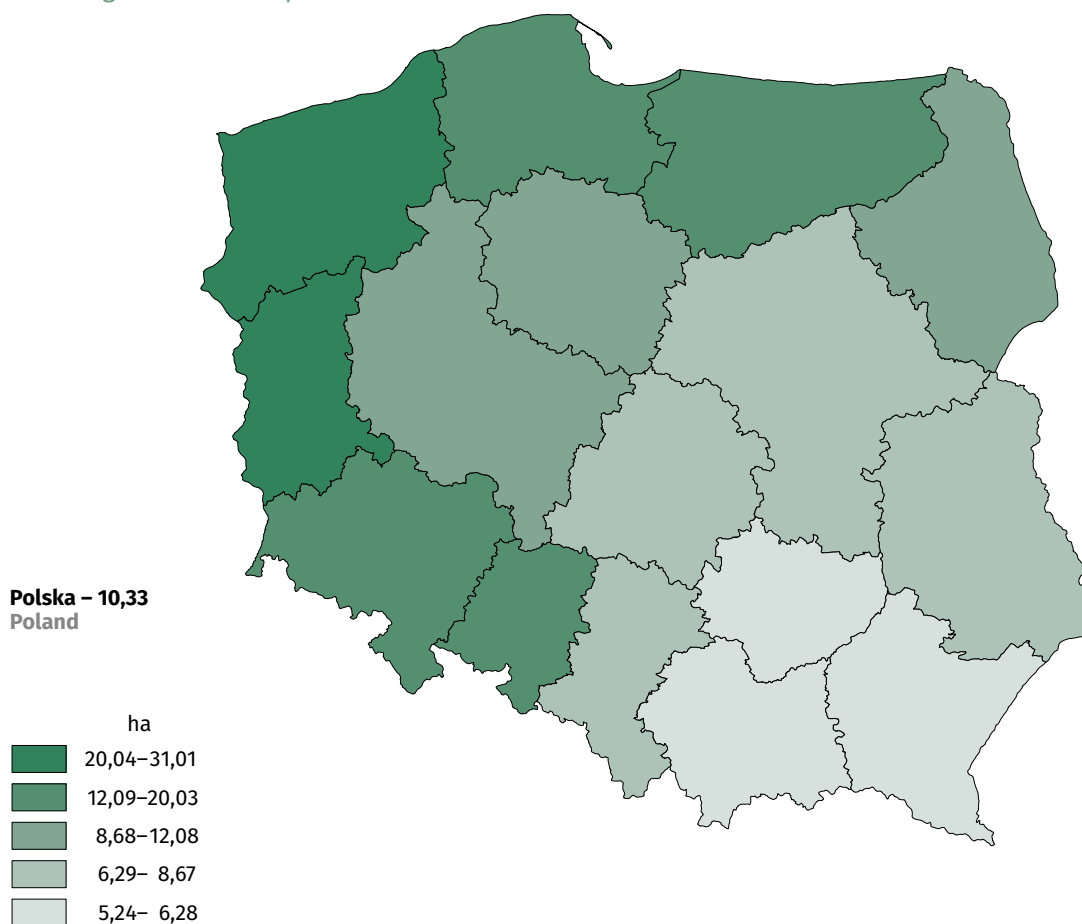 Polska – 10,33
Poland
ha
20,04–31,01
12,09–20,03
8,68–12,08
6,29– 8,67
5,24– 6,28